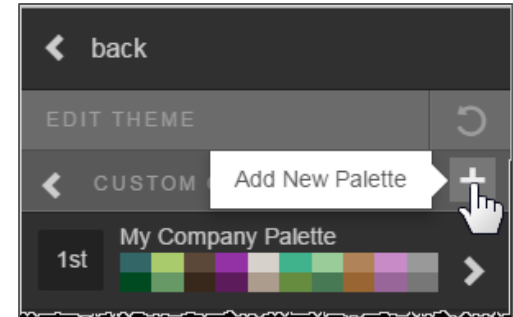 back
EDIT THEME
CUSTOM
Add New Palette
My Company Palette
1st